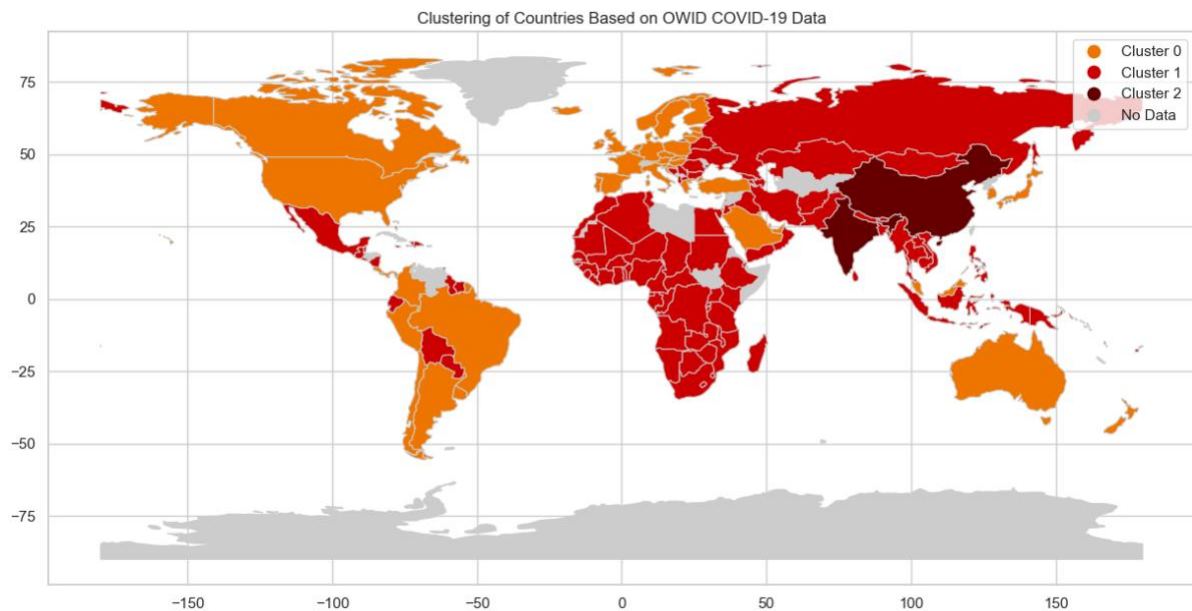 Clustering of Countries Based on OWID COVID-19 Data
Cluster 0
Cluster 1
Cluster 2
No Data
75
50
25
0
−25
−50
−75
−150
−100
−50
0
50
100
150